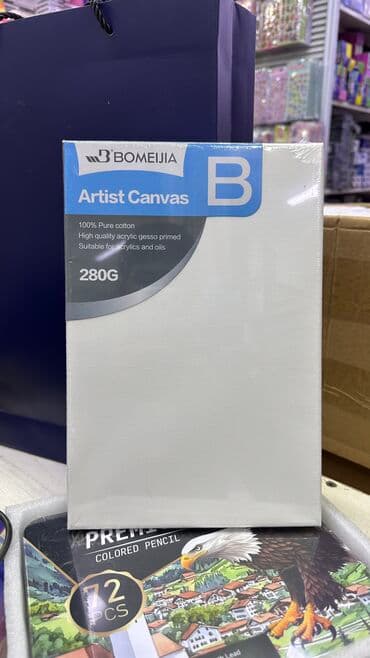 BOMEIJIA
Artist Canvas
B
100% Pure cotton
High quality acrylic gesso primed
Suitable for acrylics and oils
280G
COLORED PENCIL
72
PCS
Lead